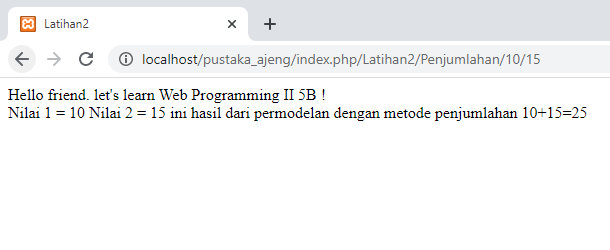 Latihan2
localhost/pustaka_ajeng/index.php/Latihan2/Penjumlahan/10/15
Hello friend. let's learn Web Programming II 5B !
Nilai 1 = 10 Nilai 2 = 15 ini hasil dari permodelan dengan metode penjumlahan 10+15=25